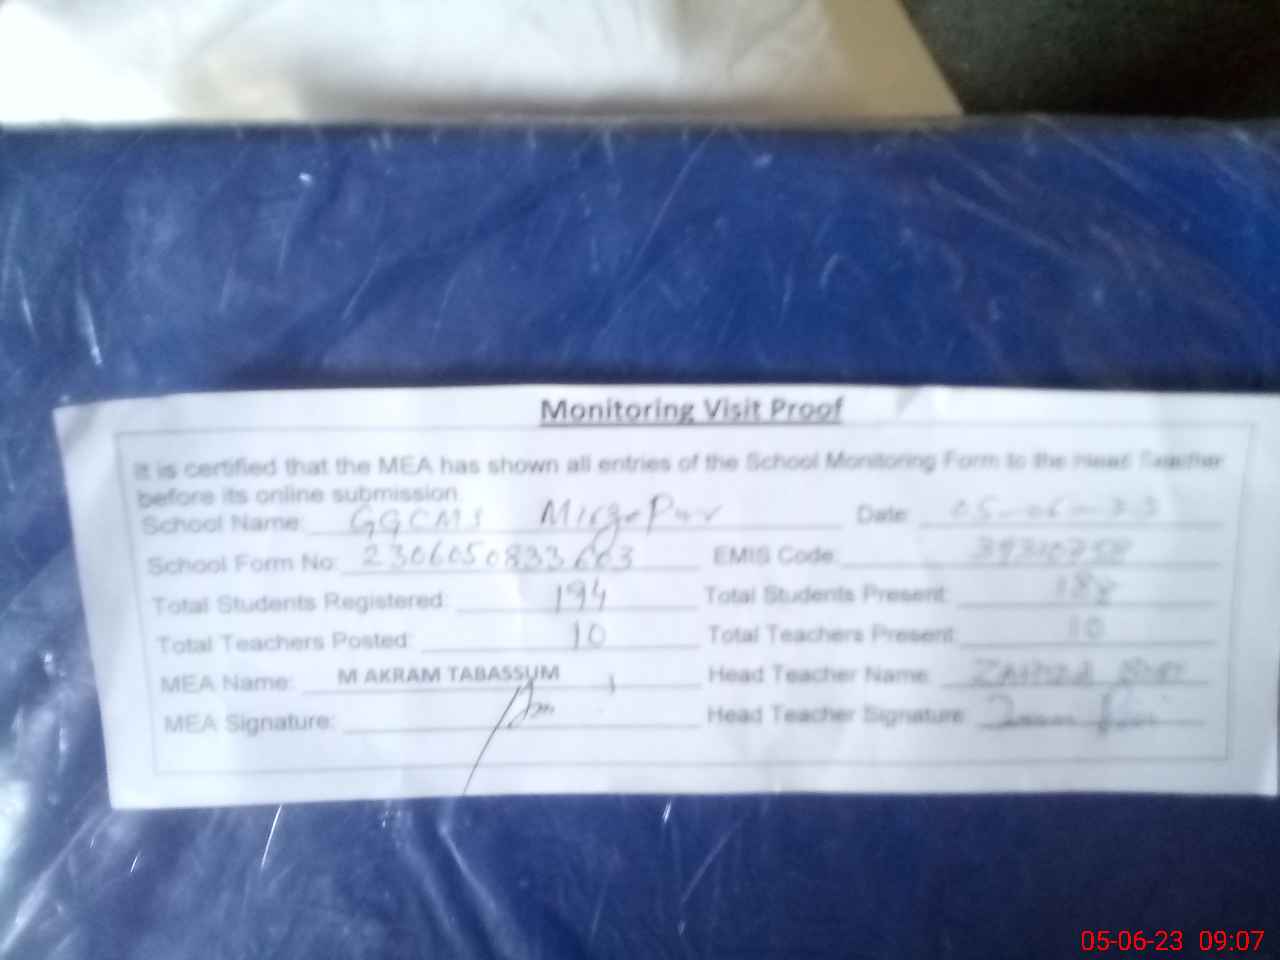 Monitoring Visit Proof
It is certified that the MEA has shown all entries of the School Monitoring Form to the Head Teacher
before its online submission
School Name: GGCMS Mirza Pur Date: 05-06-23
School Form No: 2306050833603 EMIS Code:
Total Students Registered: 194 Total Students Present:
Total Teachers Posted: 10 Total Teachers Present: 10
MEA Name: M AKRAM TABASSUM Head Teacher Name:
MEA Signature: Head Teacher Signature:
05-06-23 09:07